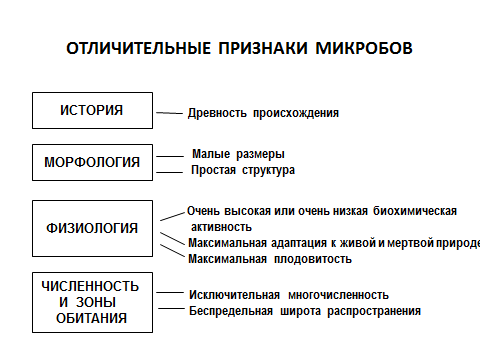 ОТЛИЧИТЕЛЬНЫЕ ПРИЗНАКИ МИКРОБОВ
ИСТОРИЯ
Древность происхождения
МОРФОЛОГИЯ
Малые размеры
Простая структура
ФИЗИОЛОГИЯ
Очень высокая или очень низкая биохимическая
активность
Максимальная адаптация к живой и мертвой природе
Максимальная плодовитость
ЧИСЛЕННОСТЬ
И ЗОНЫ
ОБИТАНИЯ
Исключительная многочисленность
Беспредельная широта распространения